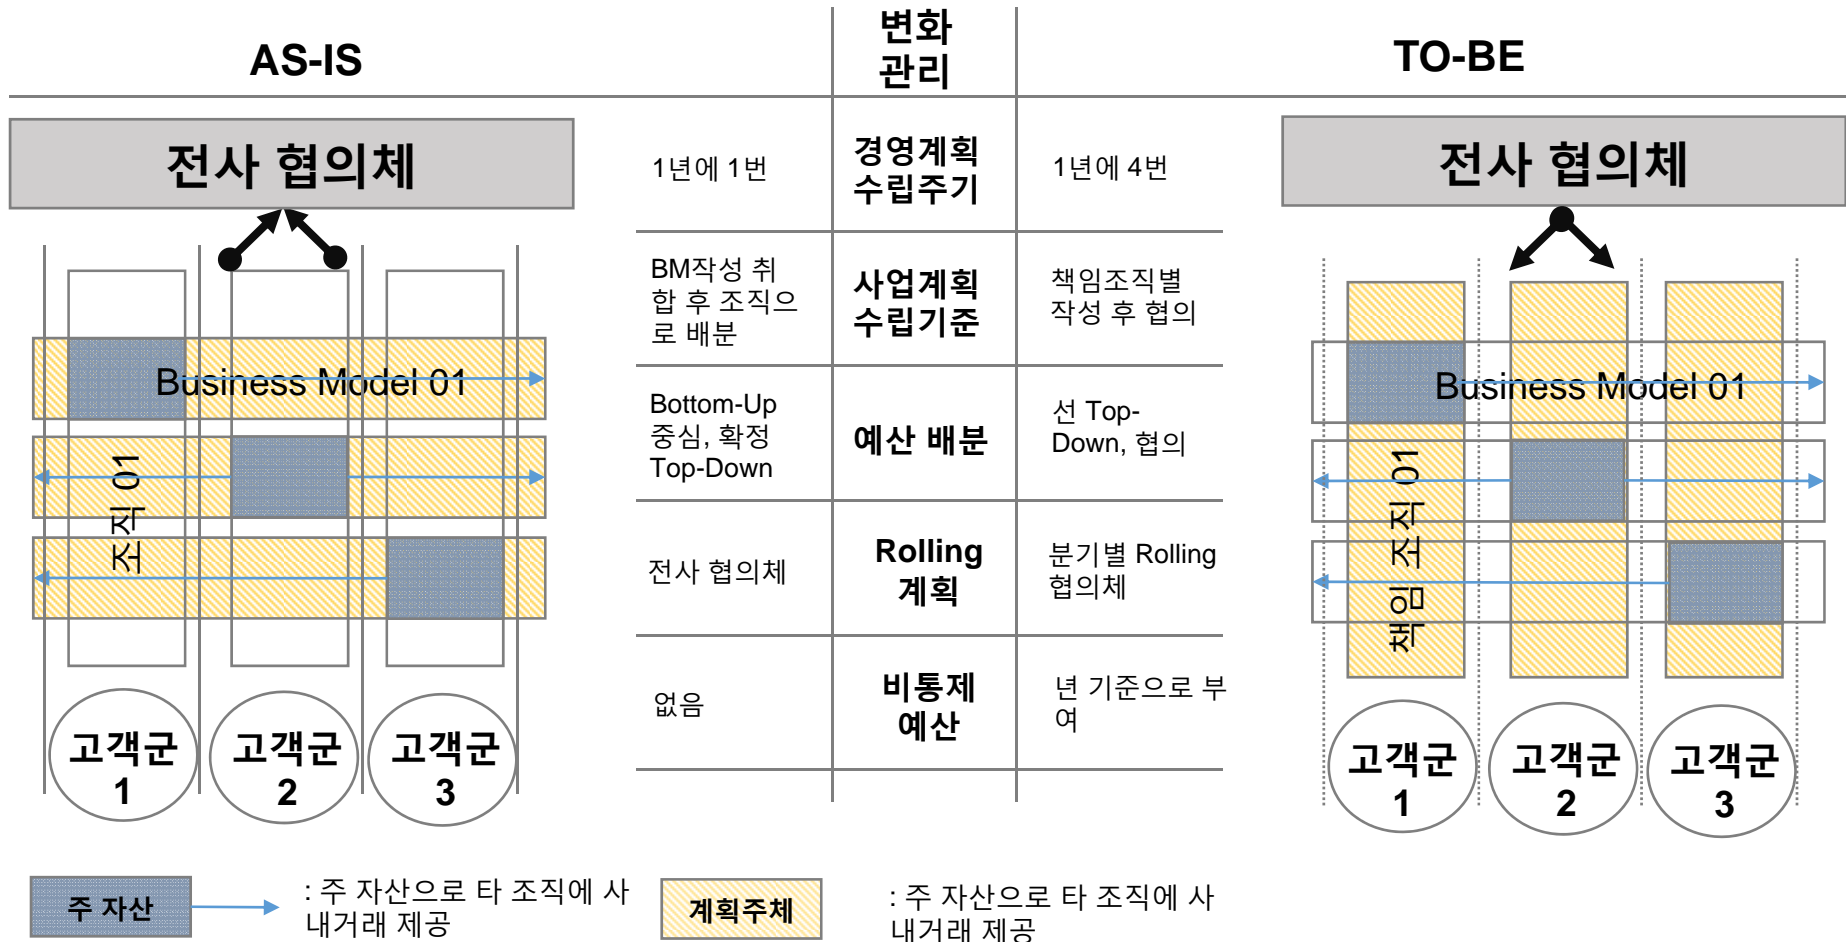 AS-IS
변화
관리
TO-BE
전사 협의체
1년에 1번
경영계획
수립주기
1년에 4번
전사 협의체
BM작성 취
합 후 조직으
로 배분
사업계획
수립기준
책임조직별
작성 후 협의
Business Model 01
조직 01
Bottom-Up
중심, 확정
Top-Down
예산 배분
선 Top-
Down, 협의
Business Model 01
책임 조직 01
전사 협의체
Rolling
계획
분기별 Rolling
협의체
없음
비통제
예산
년 기준으로 부
여
고객군
1
고객군
2
고객군
3
고객군
1
고객군
2
고객군
3
주 자산
: 주 자산으로 타 조직에 사
내거래 제공
계획주체
: 주 자산으로 타 조직에 사
내거래 제공